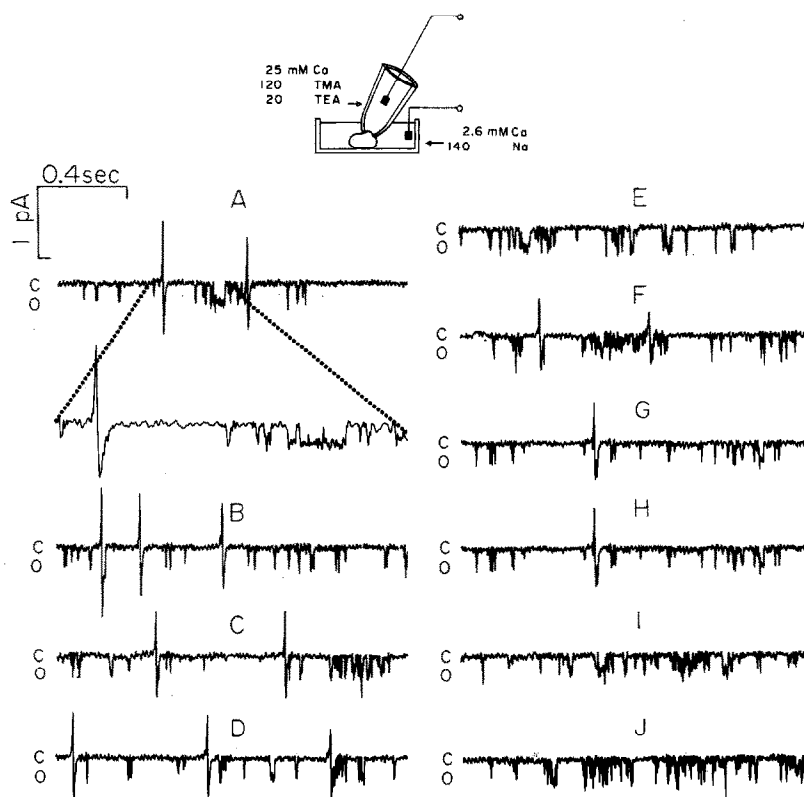 25 mM Ca
120 TMA
20 TEA
2.6 mM Ca
140 Na
0.4sec
1 pA
A
C
O
B
C
O
C
C
O
D
C
O
E
C
O
F
C
O
G
C
O
H
C
O
I
C
O
J
C
O